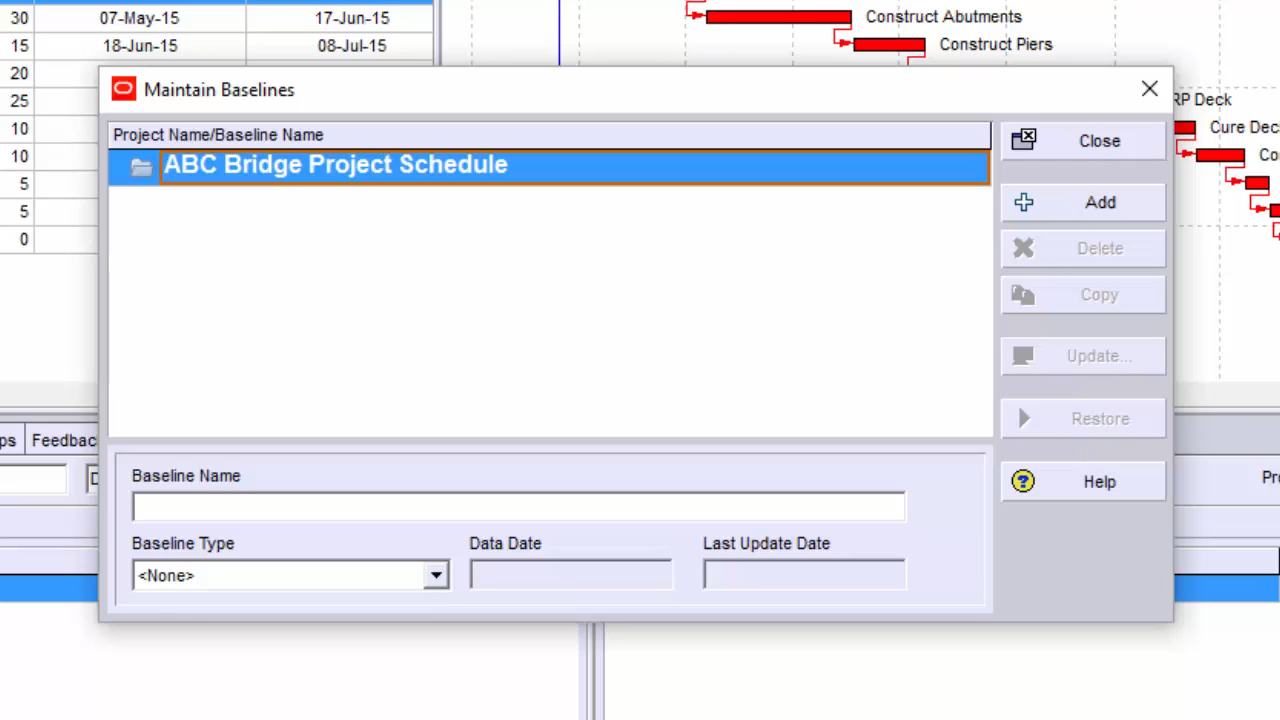 30 07-May-15 17-Jun-15 Construct Abutments
15 18-Jun-15 08-Jul-15 Construct Piers
20
25
10
10
5
5
0
RP Deck
Cure Dec
Co
Maintain Baselines
Project Name/Baseline Name
ABC Bridge Project Schedule
Close
Add
Delete
Copy
Update...
Restore
Help
Baseline Name
Baseline Type Data Date Last Update Date
<None>
ps Feedbac
D
Pro